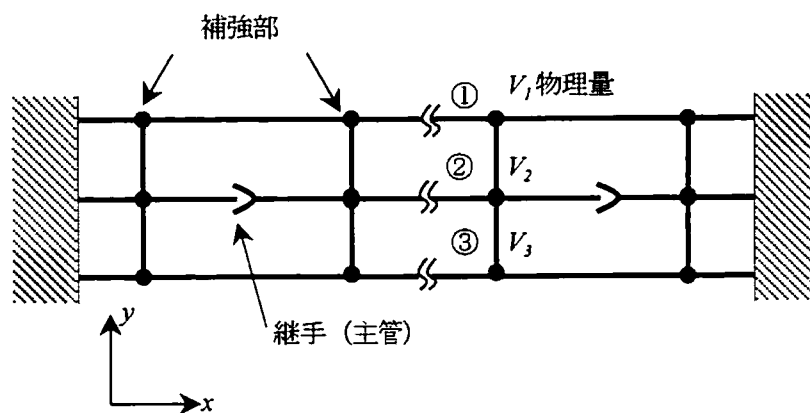 補強部
① V₁物理量
② V₂
③ V₃
継手（主管）
y
x